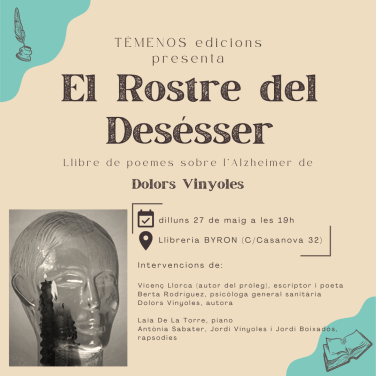 TÉMENOS edicions
presenta
El Rostre del
Desésser
Llibre de poemes sobre l'Alzheimer de
Dolors Vinyoles
dilluns 27 de maig a les 19h
Llibreria BYRON (C/Casanova 32)
Intervencions de:
Vicenç Llorca (autor del pròleg), escriptor i poeta
Berta Rodriguez, psicòloga general sanitària
Dolors Vinyoles, autora
Laia De La Torre, piano
Antonia Sabater, Jordi Vinyoles i Jordi Boixadós,
rapsodies